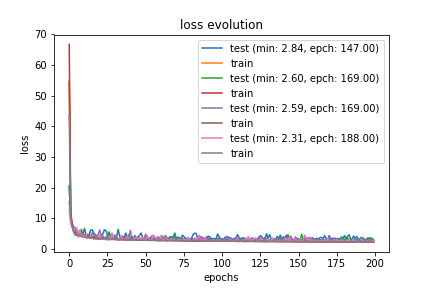 loss evolution
70
60
50
40
30
20
10
0
loss
test (min: 2.84, epch: 147.00)
train
test (min: 2.60, epch: 169.00)
train
test (min: 2.59, epch: 169.00)
train
test (min: 2.31, epch: 188.00)
train
0 25 50 75 100 125 150 175 200
epochs